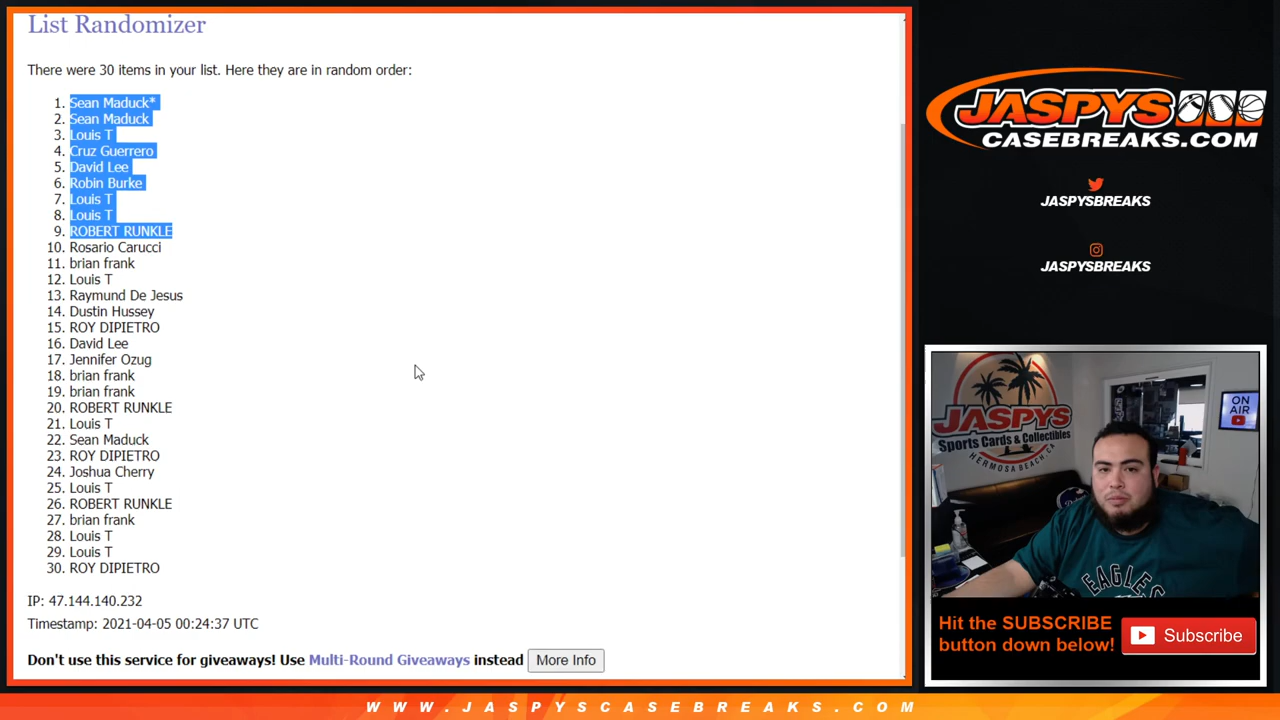 List Randomizer
There were 30 items in your list. Here they are in random order:
1. Sean Maduck*
2. Sean Maduck
3. Louis T
4. Cruz Guerrero
5. David Lee
6. Robin Burke
7. Louis T
8. Louis T
9. ROBERT RUNKLE
10. Rosario Carucci
11. brian frank
12. Louis T
13. Raymund De Jesus
14. Dustin Hussey
15. ROY DIPIETRO
16. David Lee
17. Jennifer Ozug
18. brian frank
19. brian frank
20. ROBERT RUNKLE
21. Louis T
22. Sean Maduck
23. ROY DIPIETRO
24. Joshua Cherry
25. Louis T
26. ROBERT RUNKLE
27. brian frank
28. Louis T
29. Louis T
30. ROY DIPIETRO
IP: 47.144.140.232
Timestamp: 2021-04-05 00:24:37 UTC
Don't use this service for giveaways! Use Multi-Round Giveaways instead More Info
JASPYS
CASEBREAKS.COM
JASPYSBREAKS
JASPYSBREAKS
JASPYS
Sports Cards & Collectibles
HERMOSA BEACH, CA
ON
AIR
EAGLES
Hit the SUBSCRIBE
button down below!
Subscribe
WWW.JASPYSCASEBREAKS.COM